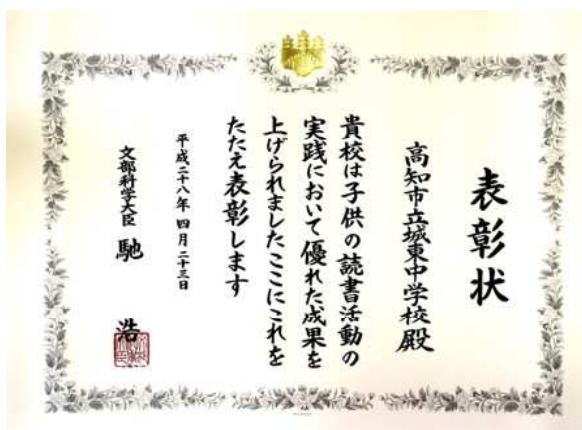 表彰状
高知市立城東中学校殿
貴校は子供の読書活動の
実践において優れた成果を
上げられましたここにこれを
たたえ表彰します
平成二十八年四月二十三日
文部科学大臣 馳 浩